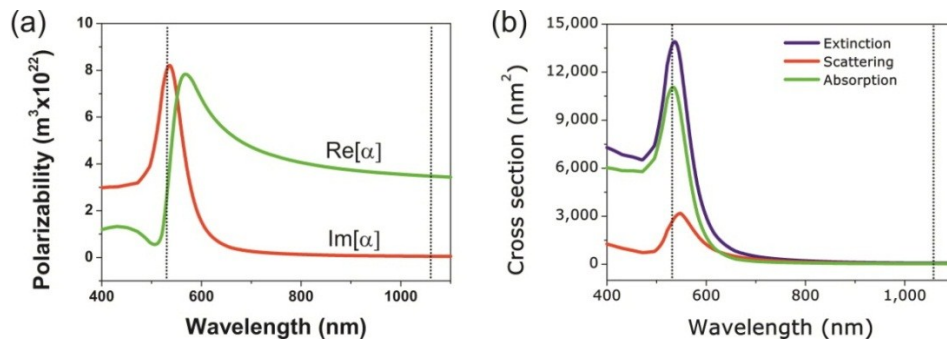 (a)
Polarizability (m³x10²²)
10
8
6
4
2
0
Re[α]
Im[α]
400 600 800 1000
Wavelength (nm)
(b)
Cross section (nm²)
15,000
12,000
9,000
6,000
3,000
0
Extinction
Scattering
Absorption
400 600 800 1,000
Wavelength (nm)